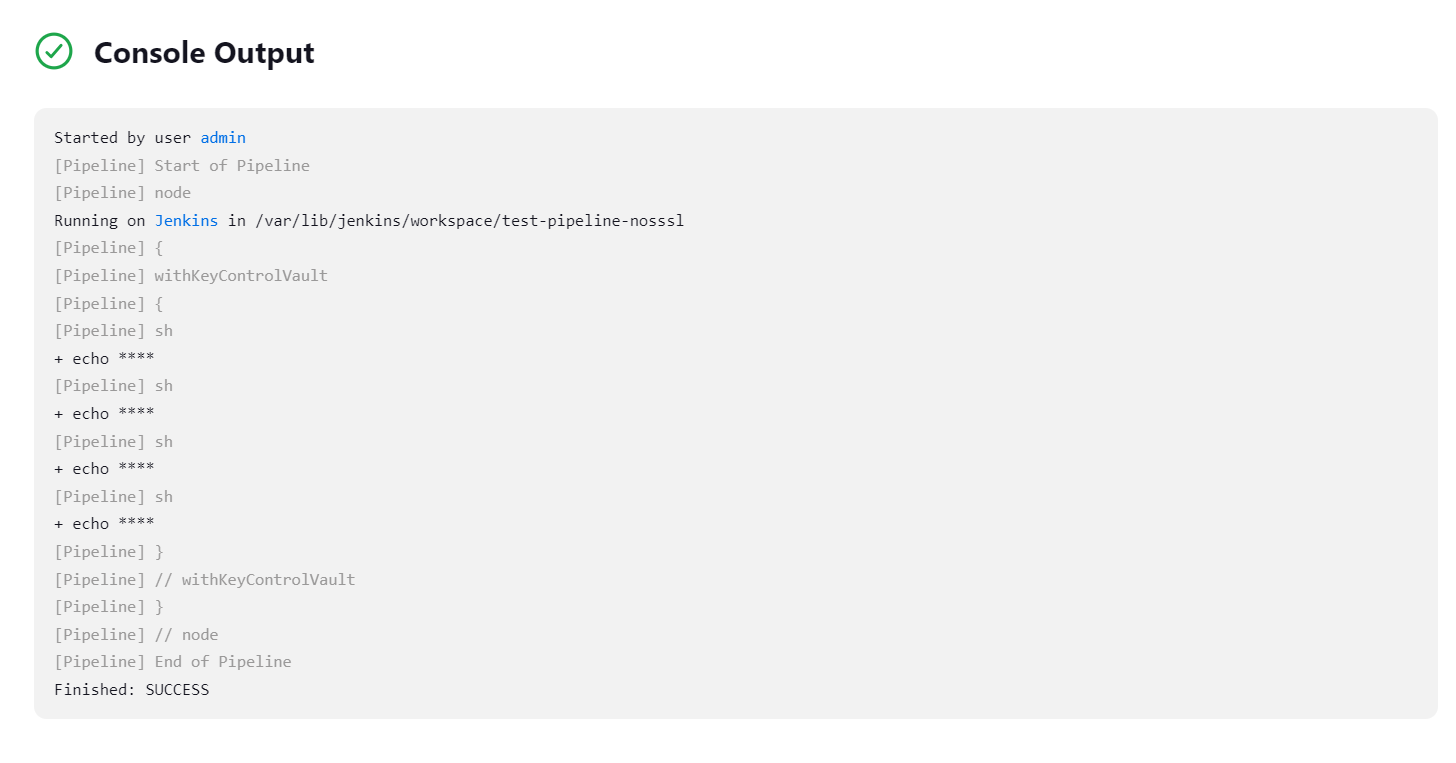 Console Output
Started by user admin
[Pipeline] Start of Pipeline
[Pipeline] node
Running on Jenkins in /var/lib/jenkins/workspace/test-pipeline-nosssl
[Pipeline] {
[Pipeline] withKeyControlVault
[Pipeline] {
[Pipeline] sh
+ echo ****
[Pipeline] sh
+ echo ****
[Pipeline] sh
+ echo ****
[Pipeline] sh
+ echo ****
[Pipeline] }
[Pipeline] // withKeyControlVault
[Pipeline] }
[Pipeline] // node
[Pipeline] End of Pipeline
Finished: SUCCESS